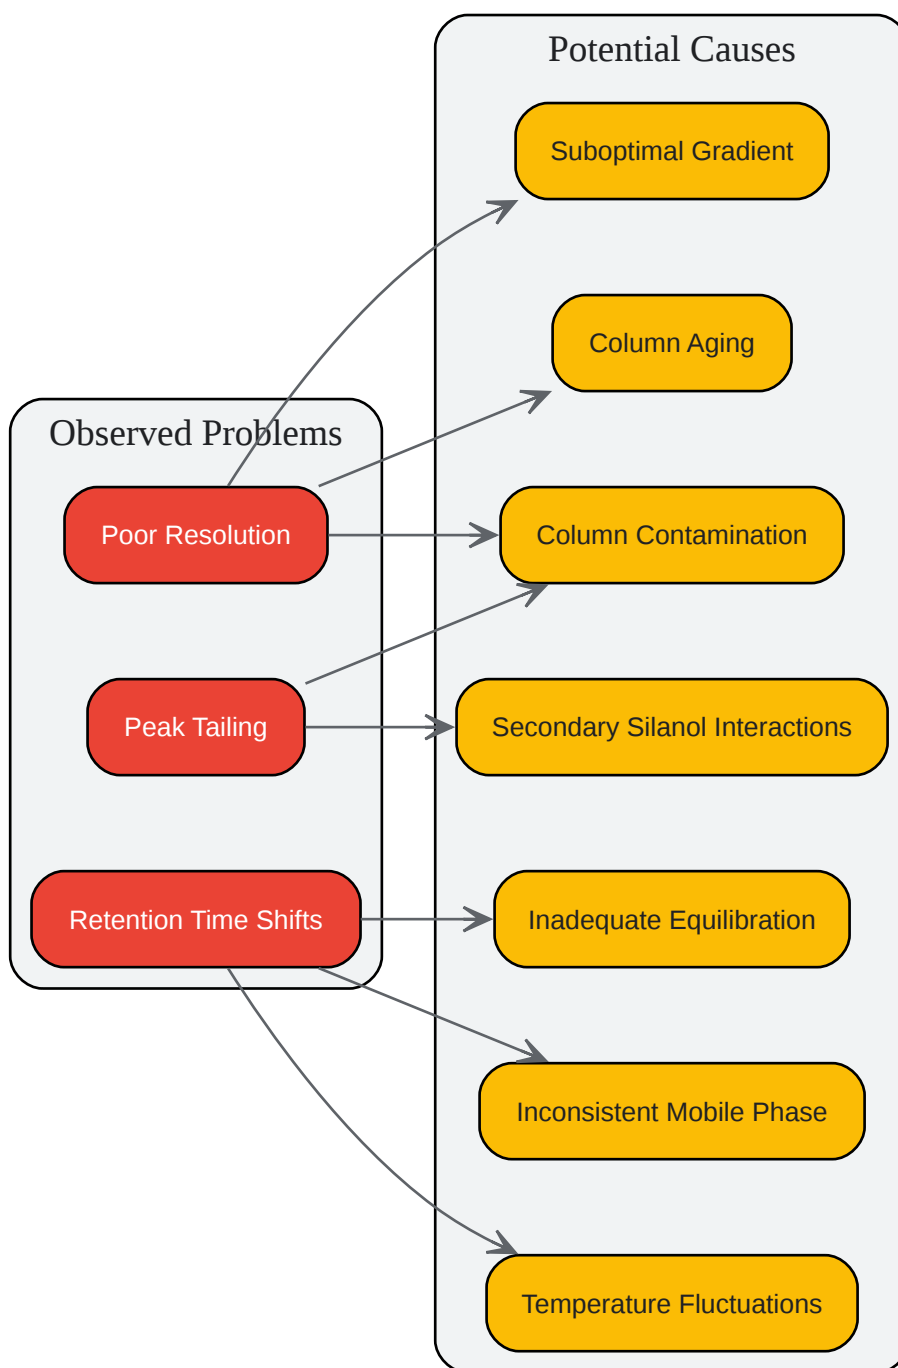 Potential Causes
Suboptimal Gradient
Column Aging
Observed Problems
Poor Resolution
Column Contamination
Peak Tailing
Secondary Silanol Interactions
Retention Time Shifts
Inadequate Equilibration
Inconsistent Mobile Phase
Temperature Fluctuations